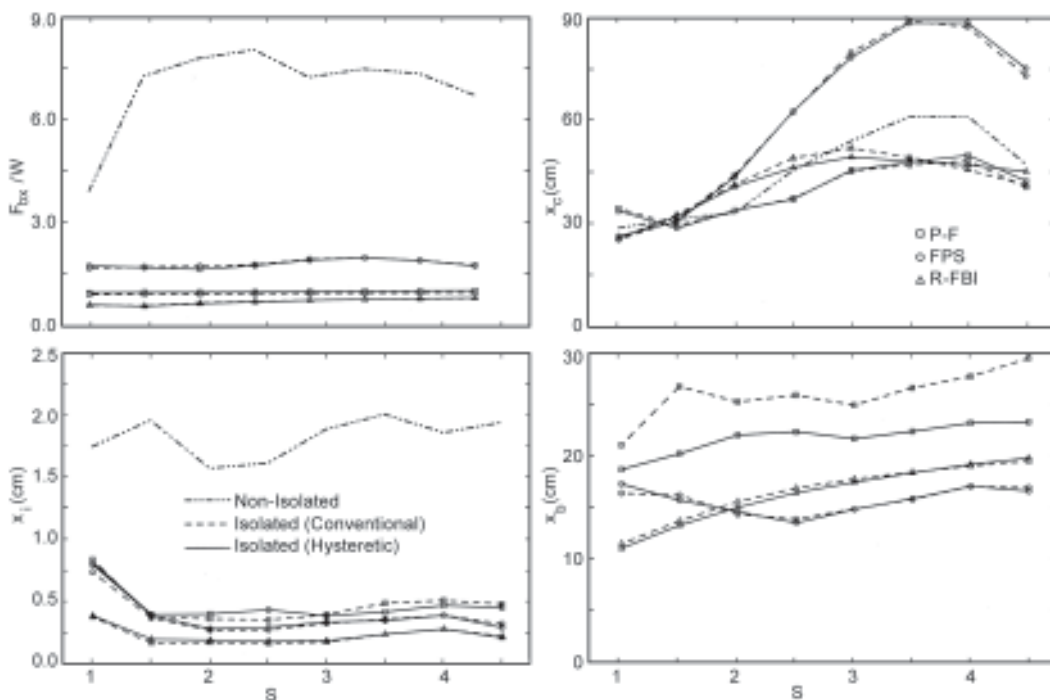 9.0
6.0
3.0
0.0
F_bx /W
90
60
30
0
x_c(cm)
P-F
FPS
R-FBI
2.5
2.0
1.5
1.0
0.5
0.0
x_i(cm)
Non-Isolated
Isolated (Conventional)
Isolated (Hysteretic)
1 2 3 4
S
30
20
10
0
x_b(cm)
1 2 3 4
S